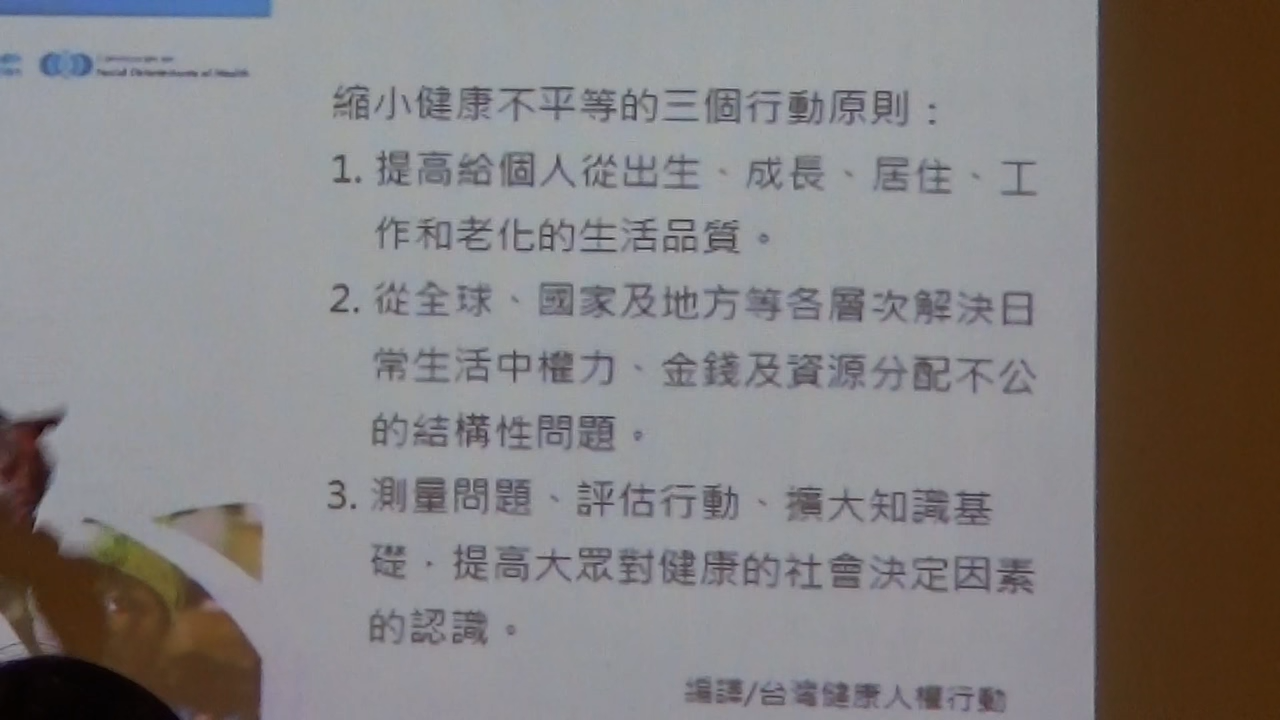 Social Determinants of Health
縮小健康不平等的三個行動原則：
1. 提高給個人從出生、成長、居住、工
作和老化的生活品質。
2. 從全球、國家及地方等各層次解決日
常生活中權力、金錢及資源分配不公
的結構性問題。
3. 測量問題、評估行動、擴大知識基
礎，提高大眾對健康的社會決定因素
的認識。
編譯/台灣健康人權行動